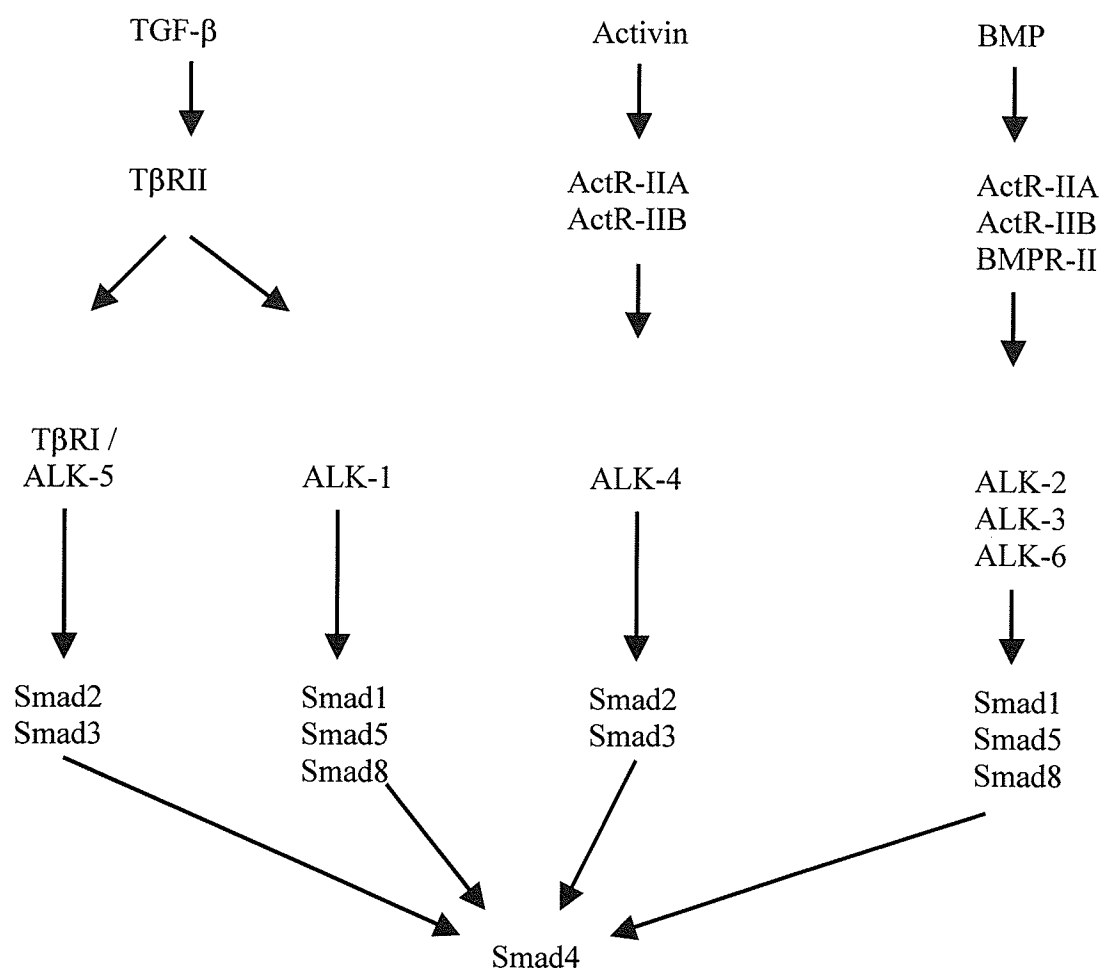 TGF-β
Activin
BMP
TβRII
ActR-IIA
ActR-IIB
ActR-IIA
ActR-IIB
BMPR-II
TβRI /
ALK-5
ALK-1
ALK-4
ALK-2
ALK-3
ALK-6
Smad2
Smad3
Smad1
Smad5
Smad8
Smad2
Smad3
Smad1
Smad5
Smad8
Smad4